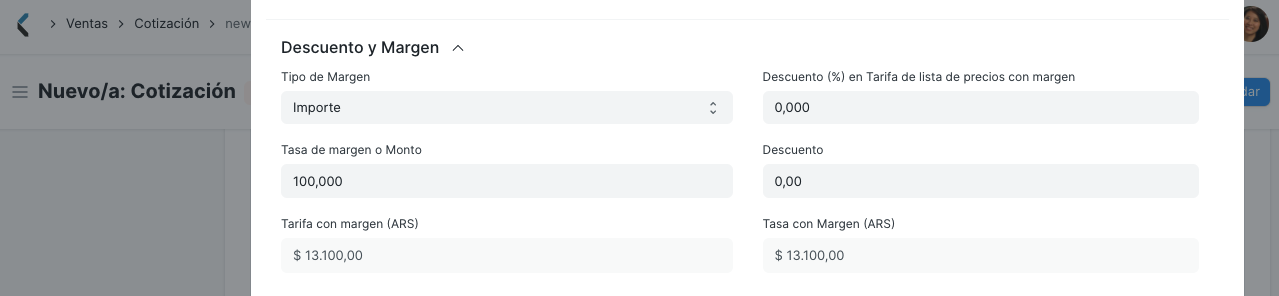 Ventas Cotización new
Nuevo/a: Cotización
dar
Descuento y Margen
Tipo de Margen
Importe
Descuento (%) en Tarifa de lista de precios con margen
0,000
Tasa de margen o Monto
100,000
Descuento
0,00
Tarifa con margen (ARS)
$ 13.100,00
Tasa con Margen (ARS)
$ 13.100,00